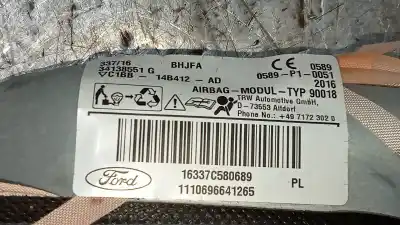 337/16 BHJFA CE 0589
34138551 G 0589-P1-0051
C1BB - 14B412 - AD 2016
AIRBAG-MODUL-TYP 90018
TRW Automotive GmbH,
D-73553 Alfdorf
Phone No.: +49 7172 302 0
Ford
16337C580689
1110696641265 PL